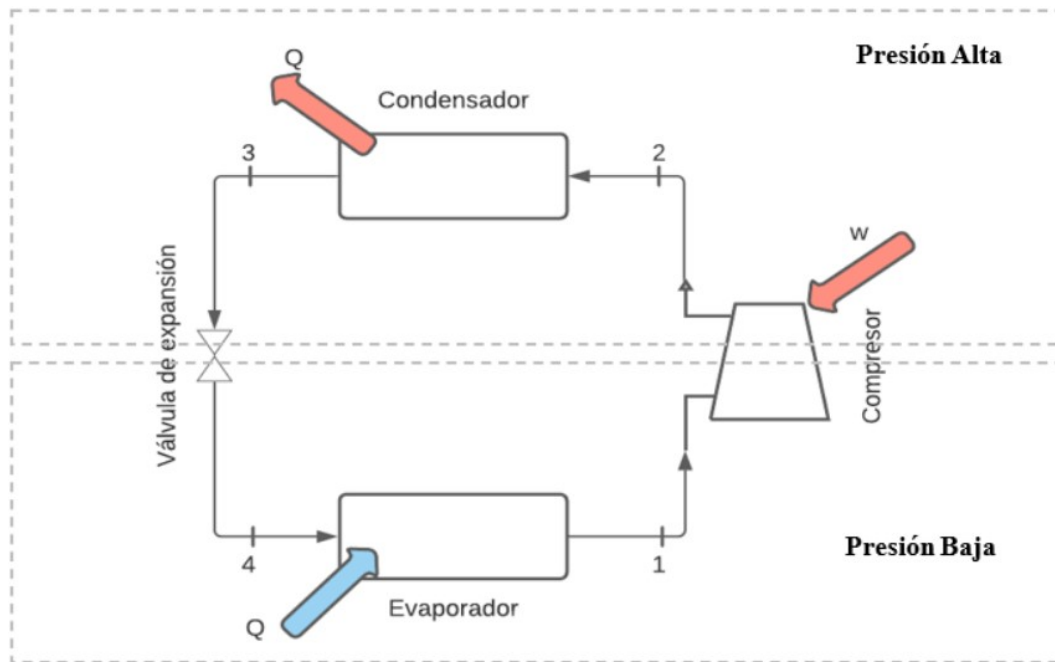 Presión Alta
Q
Condensador
3
2
w
Válvula de expansión
Compresor
Presión Baja
4
1
Evaporador
Q